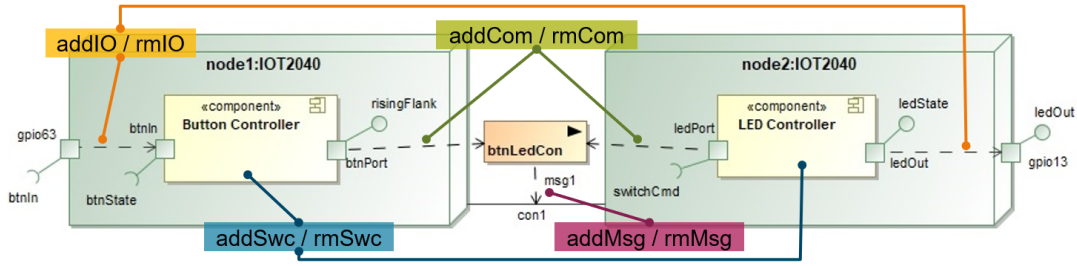 addIO / rmIO
addCom / rmCom
node1:IOT2040
node2:IOT2040
«component»
Button Controller
risingFlank
gpio63
btnIn
btnIn
btnState
btnPort
btnLedCon
msg1
con1
«component»
LED Controller
ledPort
switchCmd
ledState
ledOut
ledOut
gpio13
addSwc / rmSwc
addMsg / rmMsg